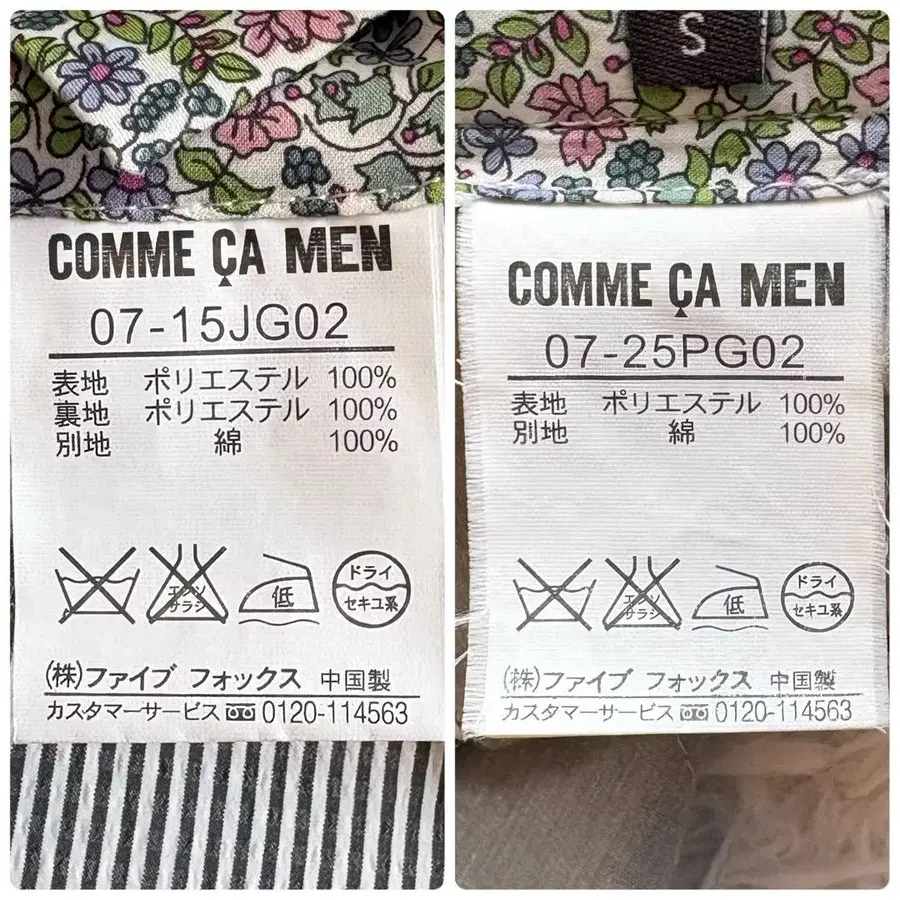 COMME ÇA MEN
07-15JG02
表地 ポリエステル 100%
裏地 ポリエステル 100%
別地 綿 100%
エンソ
サラシ
低
ドライ
セキユ系
(株)ファイブ フォックス 中国製
カスタマーサービス 0120-114563
S
COMME ÇA MEN
07-25PG02
表地 ポリエステル 100%
別地 綿 100%
エンソ
サラシ
低
ドライ
セキユ系
(株)ファイブ フォックス 中国製
カスタマーサービス 0120-114563